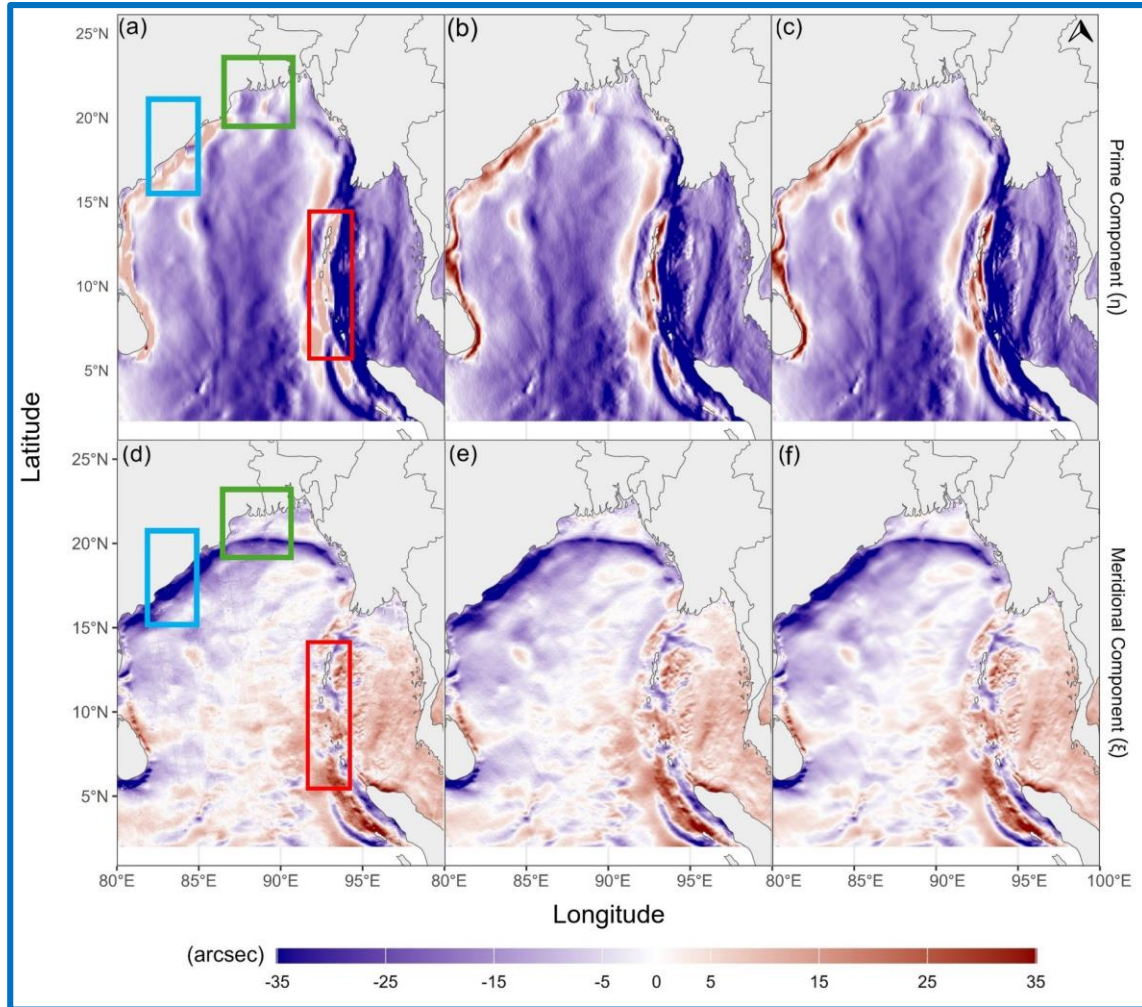 (a)
(b)
(c)
25°N
20°N
15°N
10°N
5°N
Prime Component (η)
Latitude
(d)
(e)
(f)
25°N
20°N
15°N
10°N
5°N
Meridional Component (ξ)
80°E 85°E 90°E 95°E 80°E 85°E 90°E 95°E 80°E 85°E 90°E 95°E 100°E
Longitude
(arcsec)
-35 -25 -15 -5 0 5 15 25 35